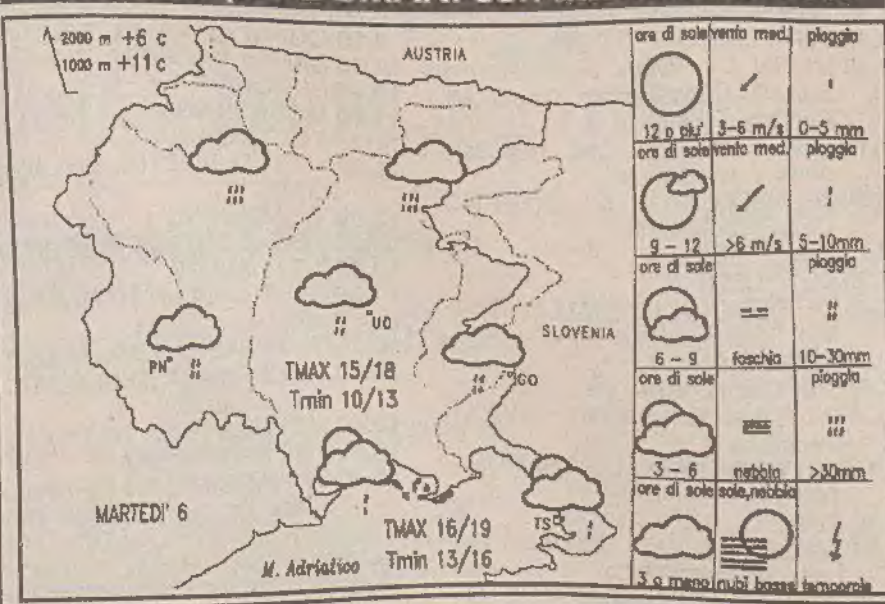 2000 m +6 c
1000 m +11 c
AUSTRIA
UD
SLOVENIA
PN
GO
TMAX 15/18
Tmin 10/13
MARTEDI' 6
TS
TMAX 16/19
Tmin 13/16
M. Adriatico
ore di sole vento med. pioggia
12 o più 3-6 m/s 0-5 mm
ore di sole vento med. pioggia
9 - 12 >6 m/s 5-10mm
ore di sole pioggia
6 - 9 foschia 10-30mm
ore di sole pioggia
3 - 6 nebbia >30mm
ore di sole sole,nebbia
3 o meno nubi basse temporale